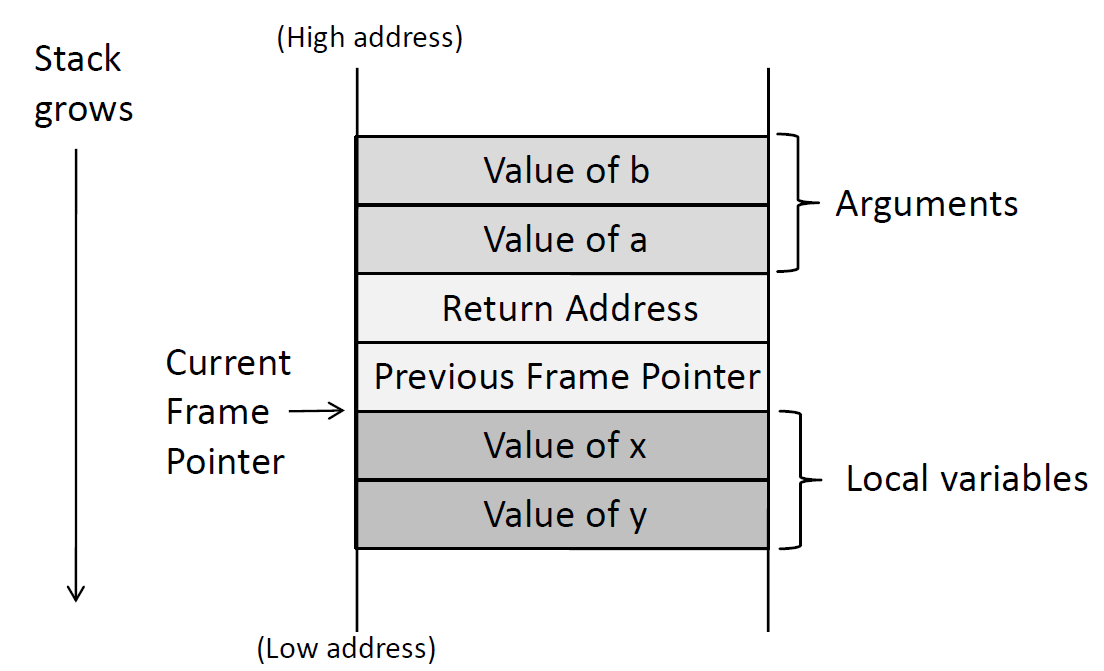 (High address)
Stack
grows
Value of b
Value of a
Arguments
Return Address
Previous Frame Pointer
Current
Frame
Pointer
Value of x
Value of y
Local variables
(Low address)